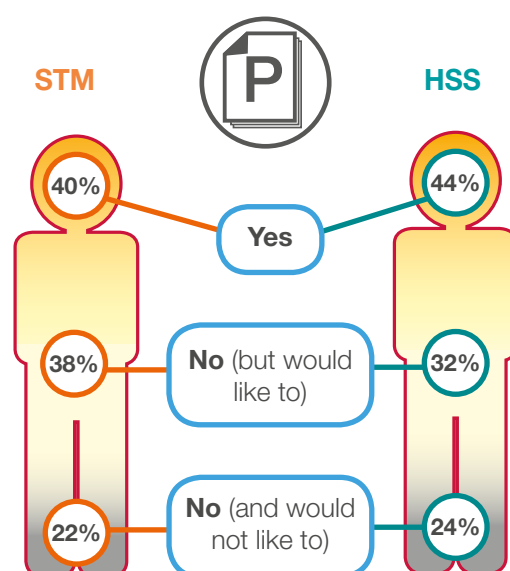 STM
P
HSS
40%
44%
Yes
38%
No (but would
like to)
32%
22%
No (and would
not like to)
24%